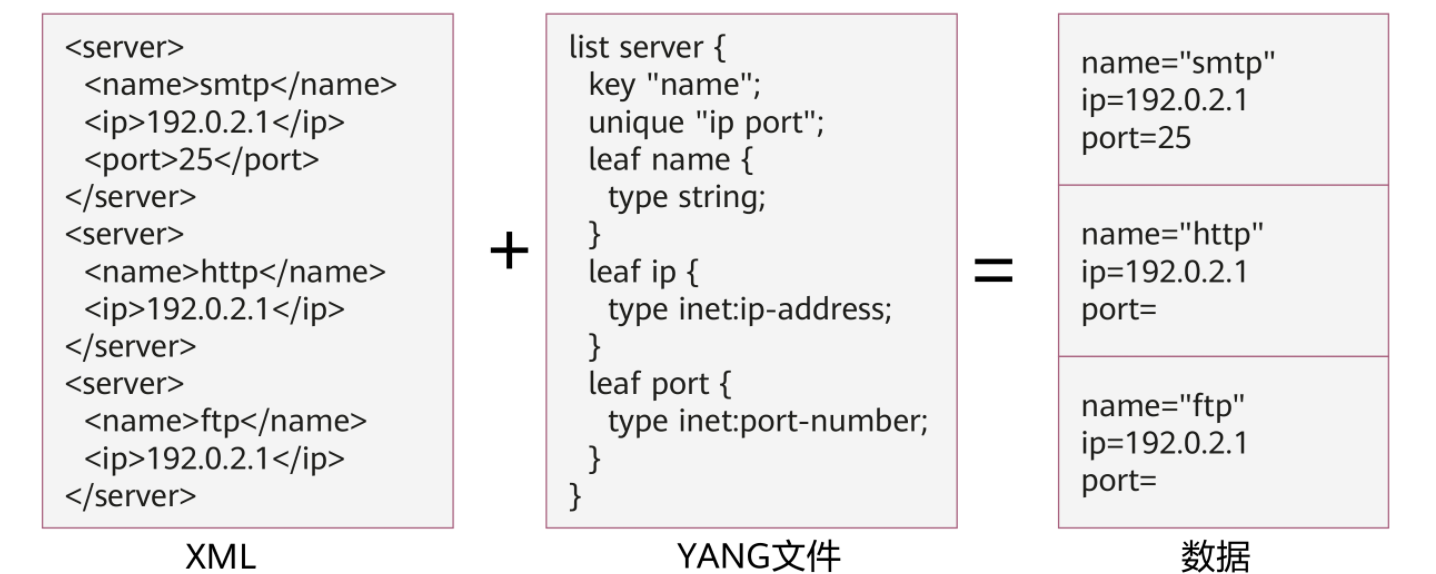 <server>
<name>smtp</name>
<ip>192.0.2.1</ip>
<port>25</port>
</server>
<server>
<name>http</name>
<ip>192.0.2.1</ip>
</server>
<server>
<name>ftp</name>
<ip>192.0.2.1</ip>
</server>
XML
+
list server {
key "name";
unique "ip port";
leaf name {
type string;
}
leaf ip {
type inet:ip-address;
}
leaf port {
type inet:port-number;
}
}
YANG文件
=
name="smtp"
ip=192.0.2.1
port=25
name="http"
ip=192.0.2.1
port=
name="ftp"
ip=192.0.2.1
port=
数据